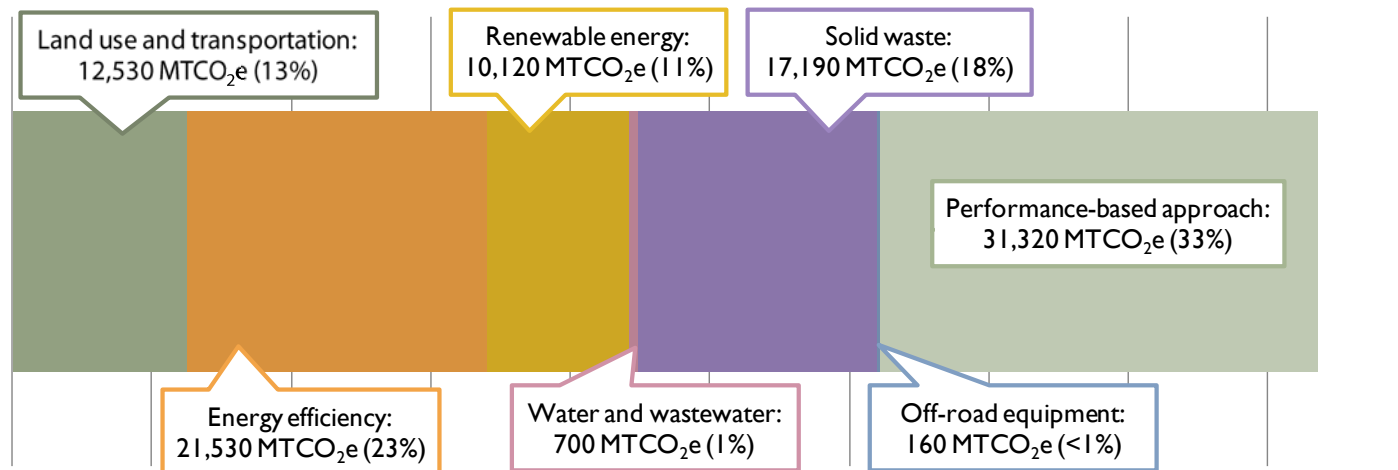 Land use and transportation:
12,530 MTCO₂e (13%)
Renewable energy:
10,120 MTCO₂e (11%)
Solid waste:
17,190 MTCO₂e (18%)
Performance-based approach:
31,320 MTCO₂e (33%)
Energy efficiency:
21,530 MTCO₂e (23%)
Water and wastewater:
700 MTCO₂e (1%)
Off-road equipment:
160 MTCO₂e (<1%)